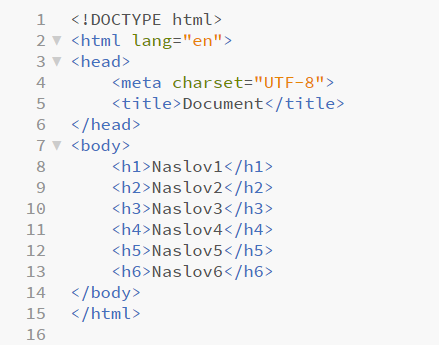 1 <!DOCTYPE html>
2 <html lang="en">
3 <head>
4     <meta charset="UTF-8">
5     <title>Document</title>
6 </head>
7 <body>
8     <h1>Naslov1</h1>
9     <h2>Naslov2</h2>
10     <h3>Naslov3</h3>
11     <h4>Naslov4</h4>
12     <h5>Naslov5</h5>
13     <h6>Naslov6</h6>
14 </body>
15 </html>
16